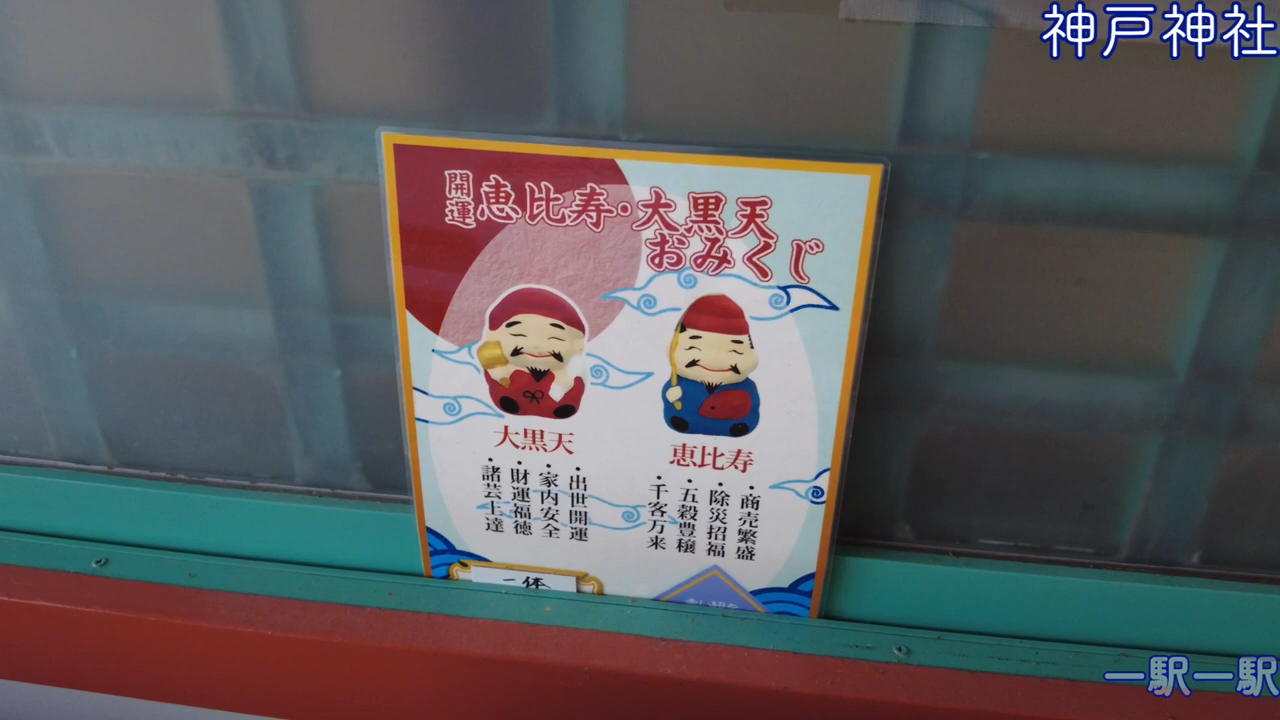 神戸神社
開運
恵比寿・大黒天
おみくじ
大黒天
恵比寿
・出世開運
・家内安全
・財運福徳
・諸芸上達
・商売繁盛
・除災招福
・五穀豊穣
・千客万来
一体
一駅一駅